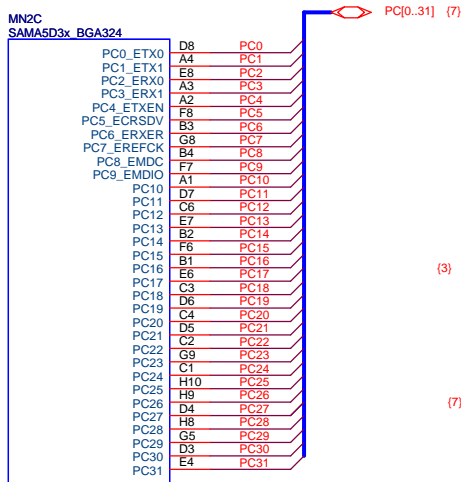 PC[0..31] {7}
MN2C
SAMA5D3x_BGA324
PC0_ETX0 D8 PC0
PC1_ETX1 A4 PC1
PC2_ERX0 E8 PC2
PC3_ERX1 A3 PC3
PC4_ETXEN A2 PC4
PC5_ECRSDV F8 PC5
PC6_ERXER B3 PC6
PC7_EREFCK G8 PC7
PC8_EMDC B4 PC8
PC9_EMDIO F7 PC9
PC10 A1 PC10
PC11 D7 PC11
PC12 C6 PC12
PC13 E7 PC13
PC14 B2 PC14
PC15 F6 PC15
PC16 B1 PC16
PC17 E6 PC17
PC18 C3 PC18
PC19 D6 PC19
PC20 C4 PC20
PC21 D5 PC21
PC22 C2 PC22
PC23 G9 PC23
PC24 C1 PC24
PC25 H10 PC25
PC26 H9 PC26
PC27 D4 PC27
PC28 H8 PC28
PC29 G5 PC29
PC30 D3 PC30
PC31 E4 PC31
{3}
{7}